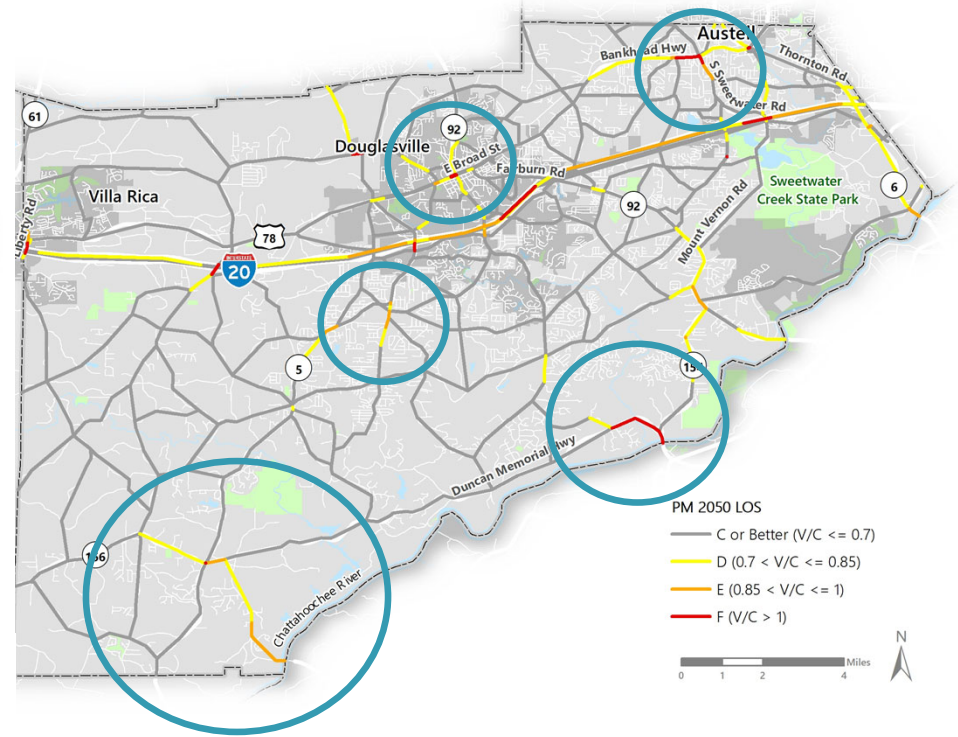 Austell
Bankhead Hwy
Thornton Rd
S Sweetwater Rd
61
92
Douglasville
E Broad St
Fairburn Rd
Sweetwater
Creek State Park
6
Villa Rica
92
Liberty Rd
78
Mount Vernon Rd
INTERSTATE
20
5
154
Duncan Memorial Hwy
166
Chattahoochee River
PM 2050 LOS
C or Better (V/C <= 0.7)
D (0.7 < V/C <= 0.85)
E (0.85 < V/C <= 1)
F (V/C > 1)
N
Miles
0 1 2 4